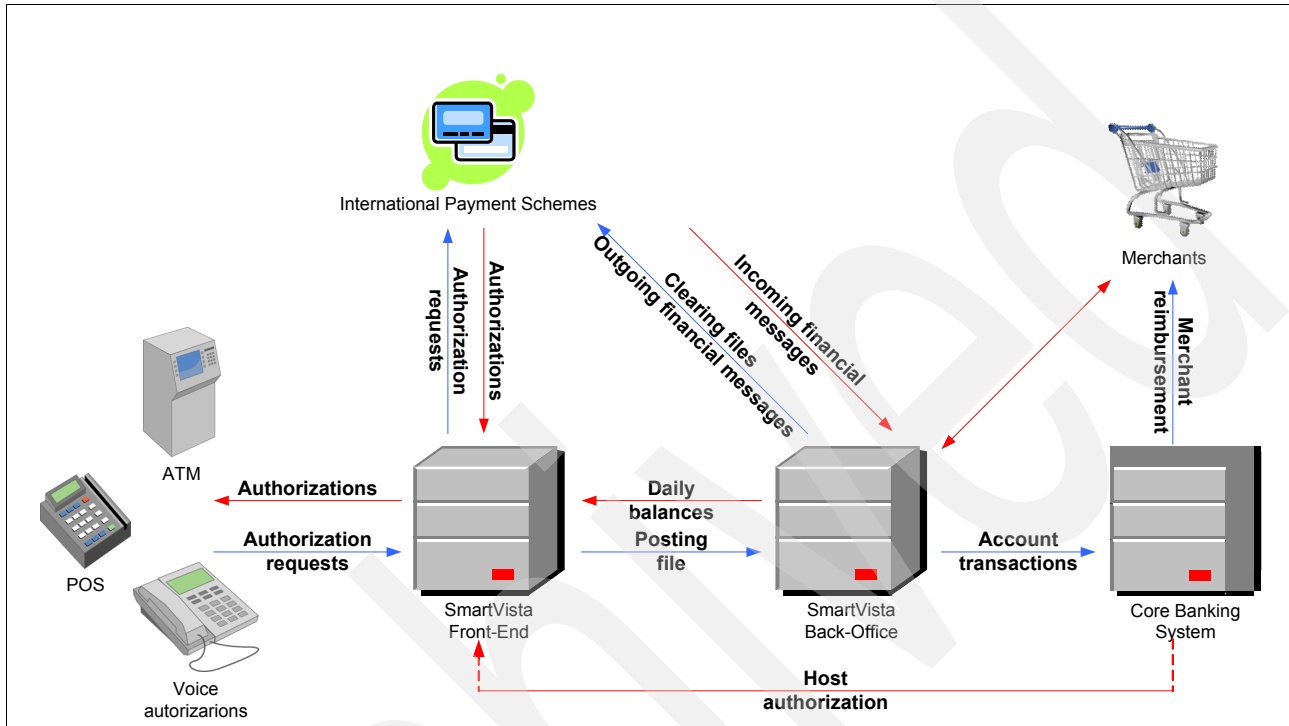 International Payment Schemes
Merchants
Authorization
requests
Authorizations
Clearing files
Outgoing financial messages
Incoming financial
messages
Merchant
reimbursement
ATM
POS
Voice
autorizarions
Authorizations
Authorization
requests
Daily
balances
Posting
file
Account
transactions
SmartVista
Front-End
SmartVista
Back-Office
Core Banking
System
Host
authorization